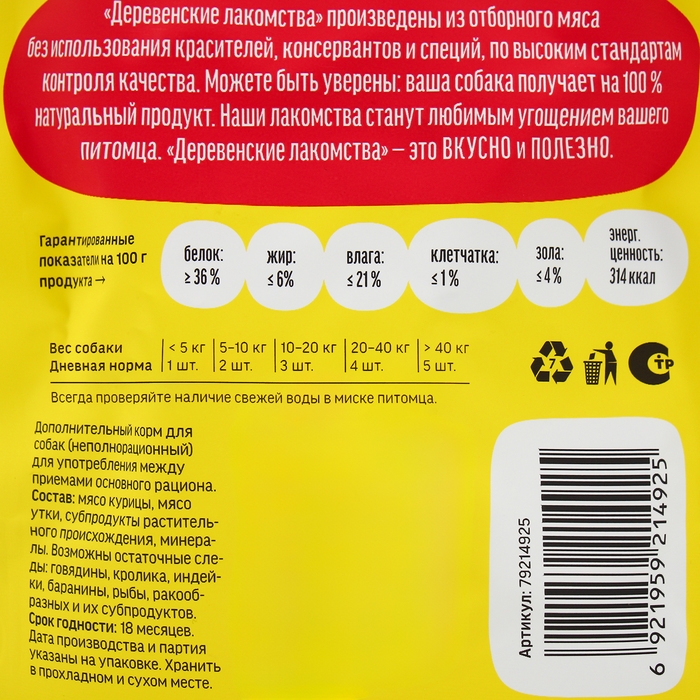 «Деревенские лакомства» произведены из отборного мяса
без использования красителей, консервантов и специй, по высоким стандартам
контроля качества. Можете быть уверены: ваша собака получает на 100 %
натуральный продукт. Наши лакомства станут любимым угощением вашего
питомца. «Деревенские лакомства» – это ВКУСНО и ПОЛЕЗНО.
Гарантированные
показатели на 100 г
продукта →
белок:
≥ 36 %
жир:
≤ 6%
влага:
≤ 21 %
клетчатка:
≤ 1 %
зола:
≤ 4 %
энерг.
ценность:
314 ккал
Вес собаки < 5 кг 5–10 кг 10–20 кг 20–40 кг > 40 кг
Дневная норма 1 шт. 2 шт. 3 шт. 4 шт. 5 шт.
Всегда проверяйте наличие свежей воды в миске питомца.
7
СТР
Дополнительный корм для
собак (неполнорационный)
для употребления между
приемами основного рациона.
Состав: мясо курицы, мясо
утки, субпродукты раститель-
ного происхождения, минера-
лы. Возможны остаточные сле-
ды: говядины, кролика, индей-
ки, баранины, рыбы, ракооб-
разных и их субпродуктов.
Срок годности: 18 месяцев.
Дата производства и партия
указаны на упаковке. Хранить
в прохладном и сухом месте.
Артикул: 79214925
6 921959 214925